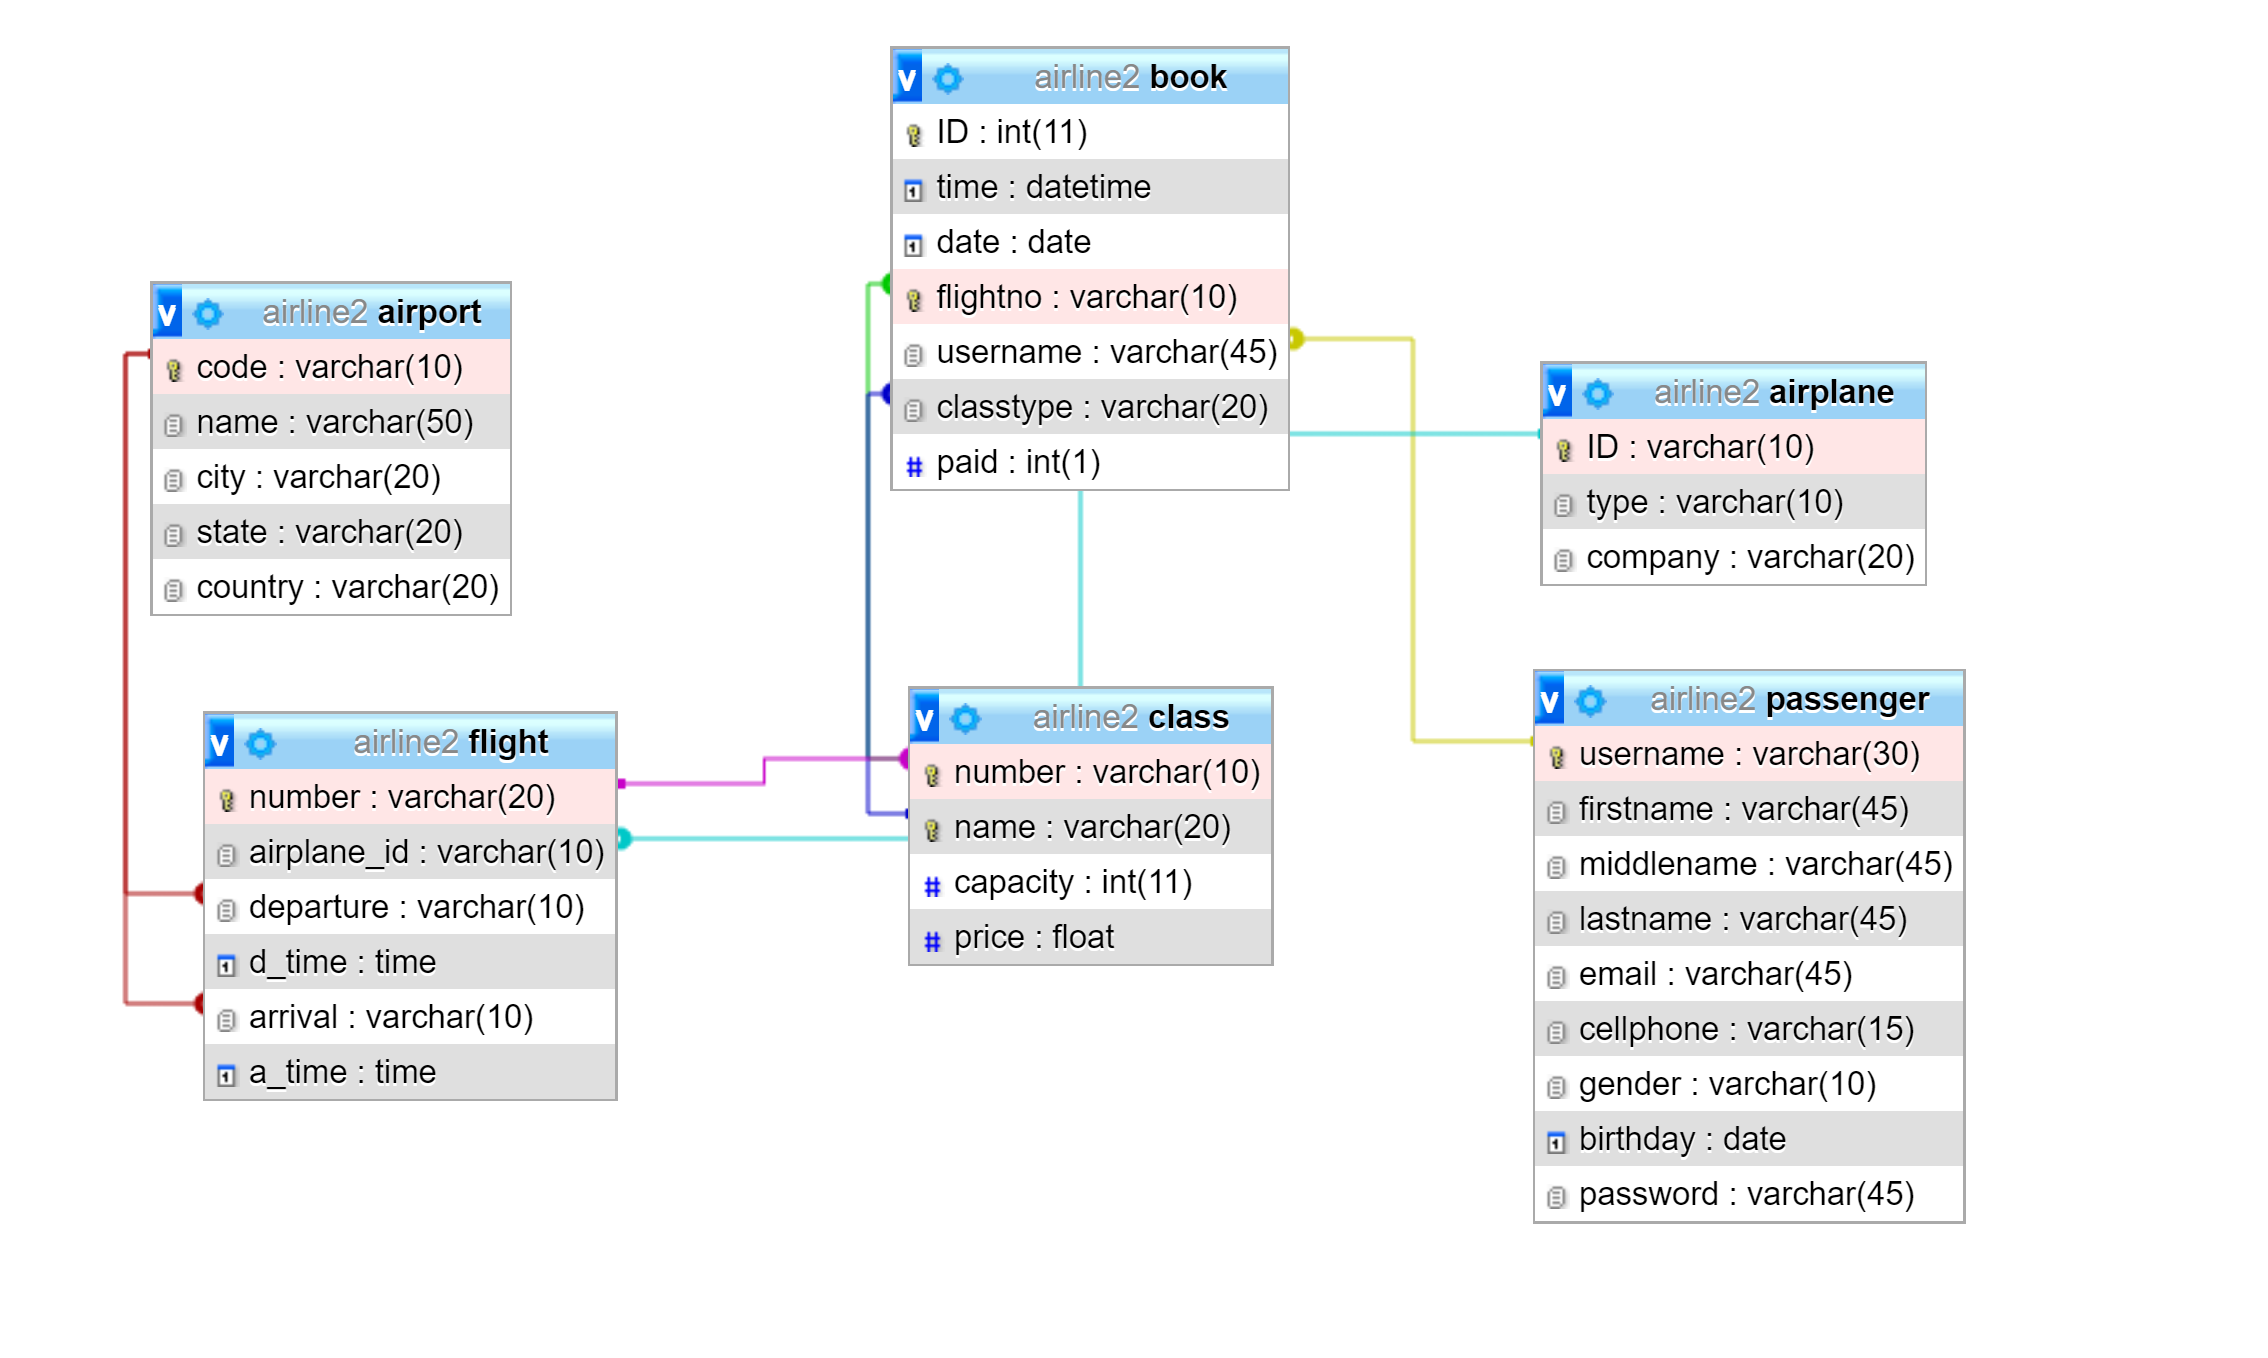 airline2 book
ID : int(11)
time : datetime
date : date
flightno : varchar(10)
username : varchar(45)
classtype : varchar(20)
paid : int(1)
airline2 airport
code : varchar(10)
name : varchar(50)
city : varchar(20)
state : varchar(20)
country : varchar(20)
airline2 airplane
ID : varchar(10)
type : varchar(10)
company : varchar(20)
airline2 flight
number : varchar(20)
airplane_id : varchar(10)
departure : varchar(10)
d_time : time
arrival : varchar(10)
a_time : time
airline2 class
number : varchar(10)
name : varchar(20)
capacity : int(11)
price : float
airline2 passenger
username : varchar(30)
firstname : varchar(45)
middlename : varchar(45)
lastname : varchar(45)
email : varchar(45)
cellphone : varchar(15)
gender : varchar(10)
birthday : date
password : varchar(45)